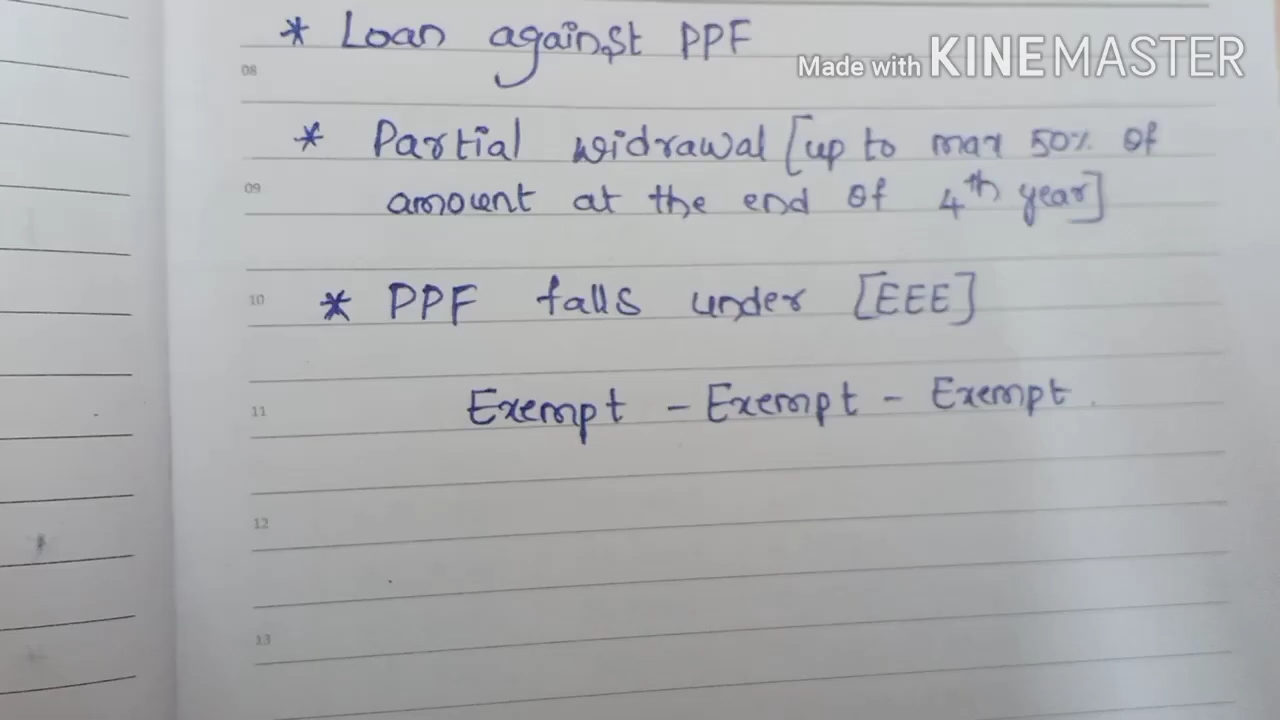 * Loan against PPF
Made with KINEMASTER
08
* Partial widrawal [up to max 50% of
09
amount at the end of 4th year]
10
* PPF falls under [EEE]
11
Exempt - Exempt - Exempt.
12
13